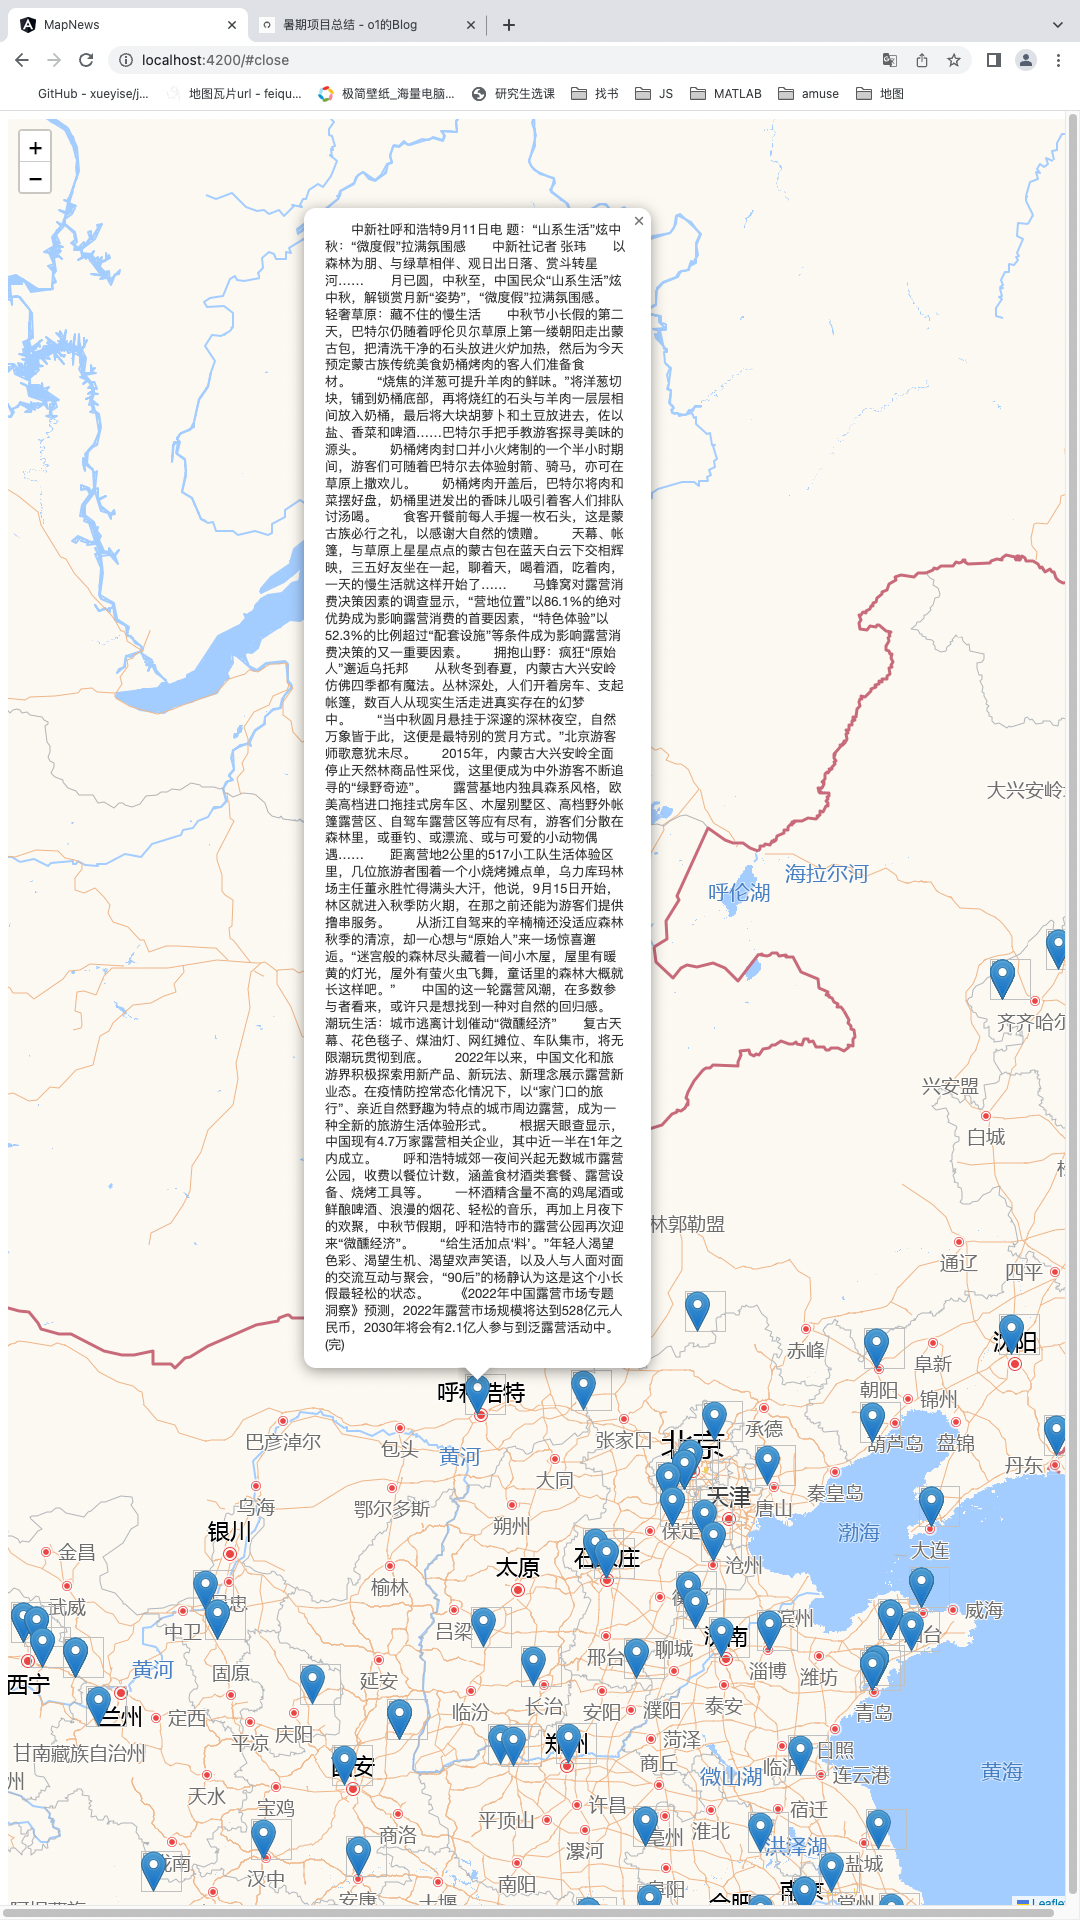 MapNews
暑期项目总结 - o1的Blog
localhost:4200/#close
GitHub - xueyise/j...
地图瓦片url - feiqu...
极简壁纸_海量电脑...
研究生选课
找书
JS
MATLAB
amuse
地图
+
−
×
中新社呼和浩特9月11日电 题：“山系生活”炫中
秋：“微度假”拉满氛围感　　中新社记者 张玮　　以
森林为朋、与绿草相伴、观日出日落、赏斗转星
河……　　月已圆，中秋至，中国民众“山系生活”炫
中秋，解锁赏月新“姿势”，“微度假”拉满氛围感。
轻奢草原：藏不住的慢生活　　中秋节小长假的第二
天，巴特尔仍随着呼伦贝尔草原上第一缕朝阳走出蒙
古包，把清洗干净的石头放进火炉加热，然后为今天
预定蒙古族传统美食奶桶烤肉的客人们准备食
材。　　“烧焦的洋葱可提升羊肉的鲜味。”将洋葱切
块，铺到奶桶底部，再将烧红的石头与羊肉一层层相
间放入奶桶，最后将大块胡萝卜和土豆放进去，佐以
盐、香菜和啤酒……巴特尔手把手教游客探寻美味的
源头。　　奶桶烤肉封口并小火烤制的一个半小时期
间，游客们可随着巴特尔去体验射箭、骑马，亦可在
草原上撒欢儿。　　奶桶烤肉开盖后，巴特尔将肉和
菜摆好盘，奶桶里迸发出的香味儿吸引着客人们排队
讨汤喝。　　食客开餐前每人手握一枚石头，这是蒙
古族必行之礼，以感谢大自然的馈赠。　　天幕、帐
篷，与草原上星星点点的蒙古包在蓝天白云下交相辉
映，三五好友坐在一起，聊着天，喝着酒，吃着肉，
一天的慢生活就这样开始了……　　马蜂窝对露营消
费决策因素的调查显示，“营地位置”以86.1%的绝对
优势成为影响露营消费的首要因素，“特色体验”以
52.3%的比例超过“配套设施”等条件成为影响露营消
费决策的又一重要因素。　　拥抱山野：疯狂“原始
人”邂逅乌托邦　　从秋冬到春夏，内蒙古大兴安岭
仿佛四季都有魔法。丛林深处，人们开着房车、支起
帐篷，数百人从现实生活走进真实存在的幻梦
中。　　“当中秋圆月悬挂于深邃的深林夜空，自然
万象皆于此，这便是最特别的赏月方式。”北京游客
师歌意犹未尽。　　2015年，内蒙古大兴安岭全面
停止天然林商品性采伐，这里便成为中外游客不断追
寻的“绿野奇迹”。　　露营基地内独具森系风格，欧
美高档进口拖挂式房车区、木屋别墅区、高档野外帐
篷露营区、自驾车露营区等应有尽有，游客们分散在
森林里，或垂钓、或漂流、或与可爱的小动物偶
遇……　　距离营地2公里的517小工队生活体验区
里，几位旅游者围着一个小烧烤摊点单，乌力库玛林
场主任董永胜忙得满头大汗，他说，9月15日开始，
林区就进入秋季防火期，在那之前还能为游客们提供
撸串服务。　　从浙江自驾来的辛楠楠还没适应森林
秋季的清凉，却一心想与“原始人”来一场惊喜邂
逅。“迷宫般的森林尽头藏着一间小木屋，屋里有暖
黄的灯光，屋外有萤火虫飞舞，童话里的森林大概就
长这样吧。”　　中国的这一轮露营风潮，在多数参
与者看来，或许只是想找到一种对自然的回归感。
潮玩生活：城市逃离计划催动“微醺经济”　　复古天
幕、花色毯子、煤油灯、网红摊位、车队集市，将无
限潮玩贯彻到底。　　2022年以来，中国文化和旅
游界积极探索用新产品、新玩法、新理念展示露营新
业态。在疫情防控常态化情况下，以“家门口的旅
行”、亲近自然野趣为特点的城市周边露营，成为一
种全新的旅游生活体验形式。　　根据天眼查显示，
中国现有4.7万家露营相关企业，其中近一半在1年之
内成立。　　呼和浩特城郊一夜间兴起无数城市露营
公园，收费以餐位计数，涵盖食材酒类套餐、露营设
备、烧烤工具等。　　一杯酒精含量不高的鸡尾酒或
鲜酿啤酒、浪漫的烟花、轻松的音乐，再加上月夜下
的欢聚，中秋节假期，呼和浩特市的露营公园再次迎
来“微醺经济”。　　“给生活加点‘料’。”年轻人渴望
色彩、渴望生机、渴望欢声笑语，以及人与人面对面
的交流互动与聚会，“90后”的杨静认为这是这个小长
假最轻松的状态。　　《2022年中国露营市场专题
洞察》预测，2022年露营市场规模将达到528亿元人
民币，2030年将会有2.1亿人参与到泛露营活动中。
(完)
大兴安岭
海拉尔河
呼伦湖
齐齐哈尔
兴安盟
白城
林郭勒盟
通辽
四平
赤峰
沈阳
阜新
朝阳
锦州
呼和浩特
承德
葫芦岛
盘锦
巴彦淖尔
包头
黄河
张家口
北京
丹东
大同
天津
唐山
秦皇岛
乌海
鄂尔多斯
朔州
保定
渤海
银川
大连
金昌
太原
石家庄
沧州
榆林
武威
威海
中卫
吕梁
滨州
济南
黄河
固原
邢台
聊城
淄博
潍坊
西宁
延安
临汾
长治
安阳
濮阳
泰安
青岛
兰州
定西
平凉
庆阳
郑州
菏泽
日照
甘南藏族自治州
州
商丘
临沂
微山湖
连云港
黄海
天水
宝鸡
平顶山
许昌
宿迁
商洛
漯河
亳州
淮北
洪泽湖
陇南
汉中
南阳
盐城
安康
十堰
阜阳
合肥
南京
常州
Leafle